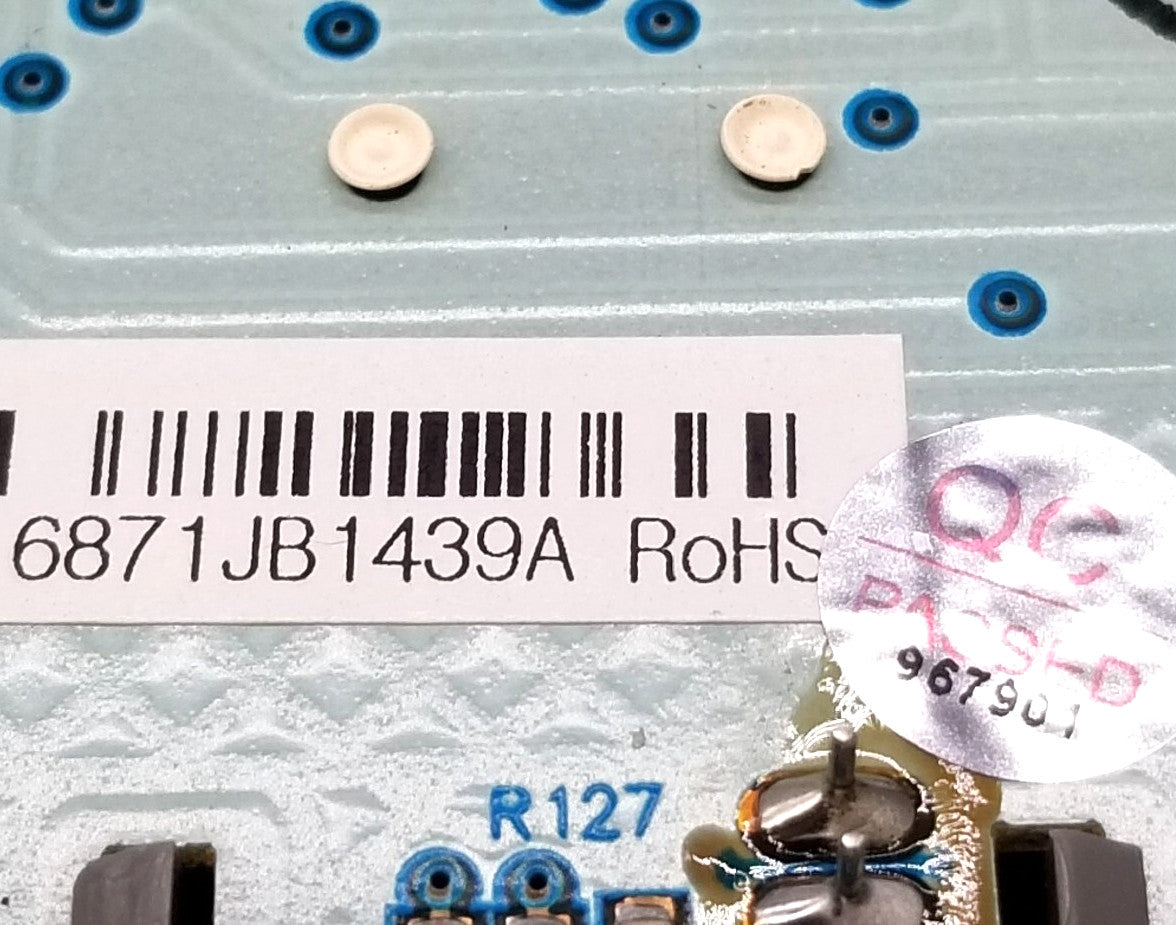 6871JB1439A RoHS
QC
PASSED
967901
R127